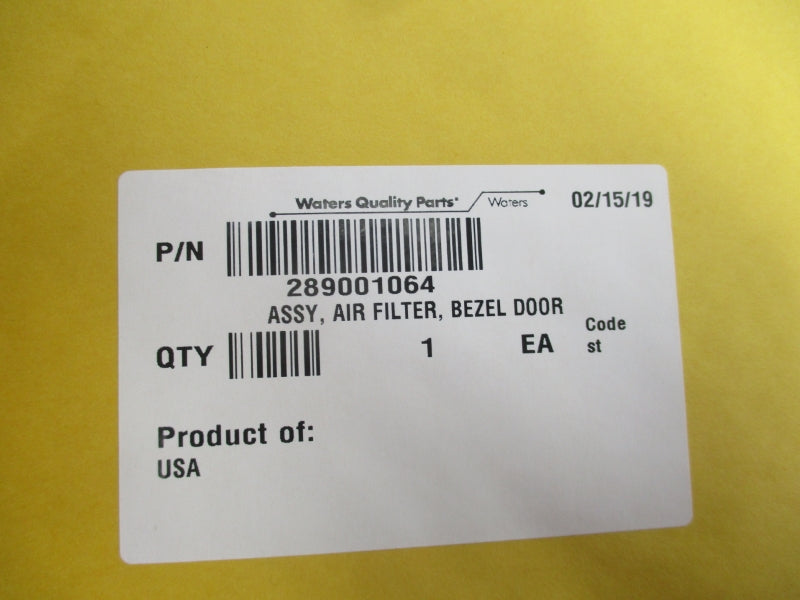 Waters Quality Parts® Waters 02/15/19
P/N
289001064
ASSY, AIR FILTER, BEZEL DOOR
QTY 1 EA Code
st
Product of:
USA